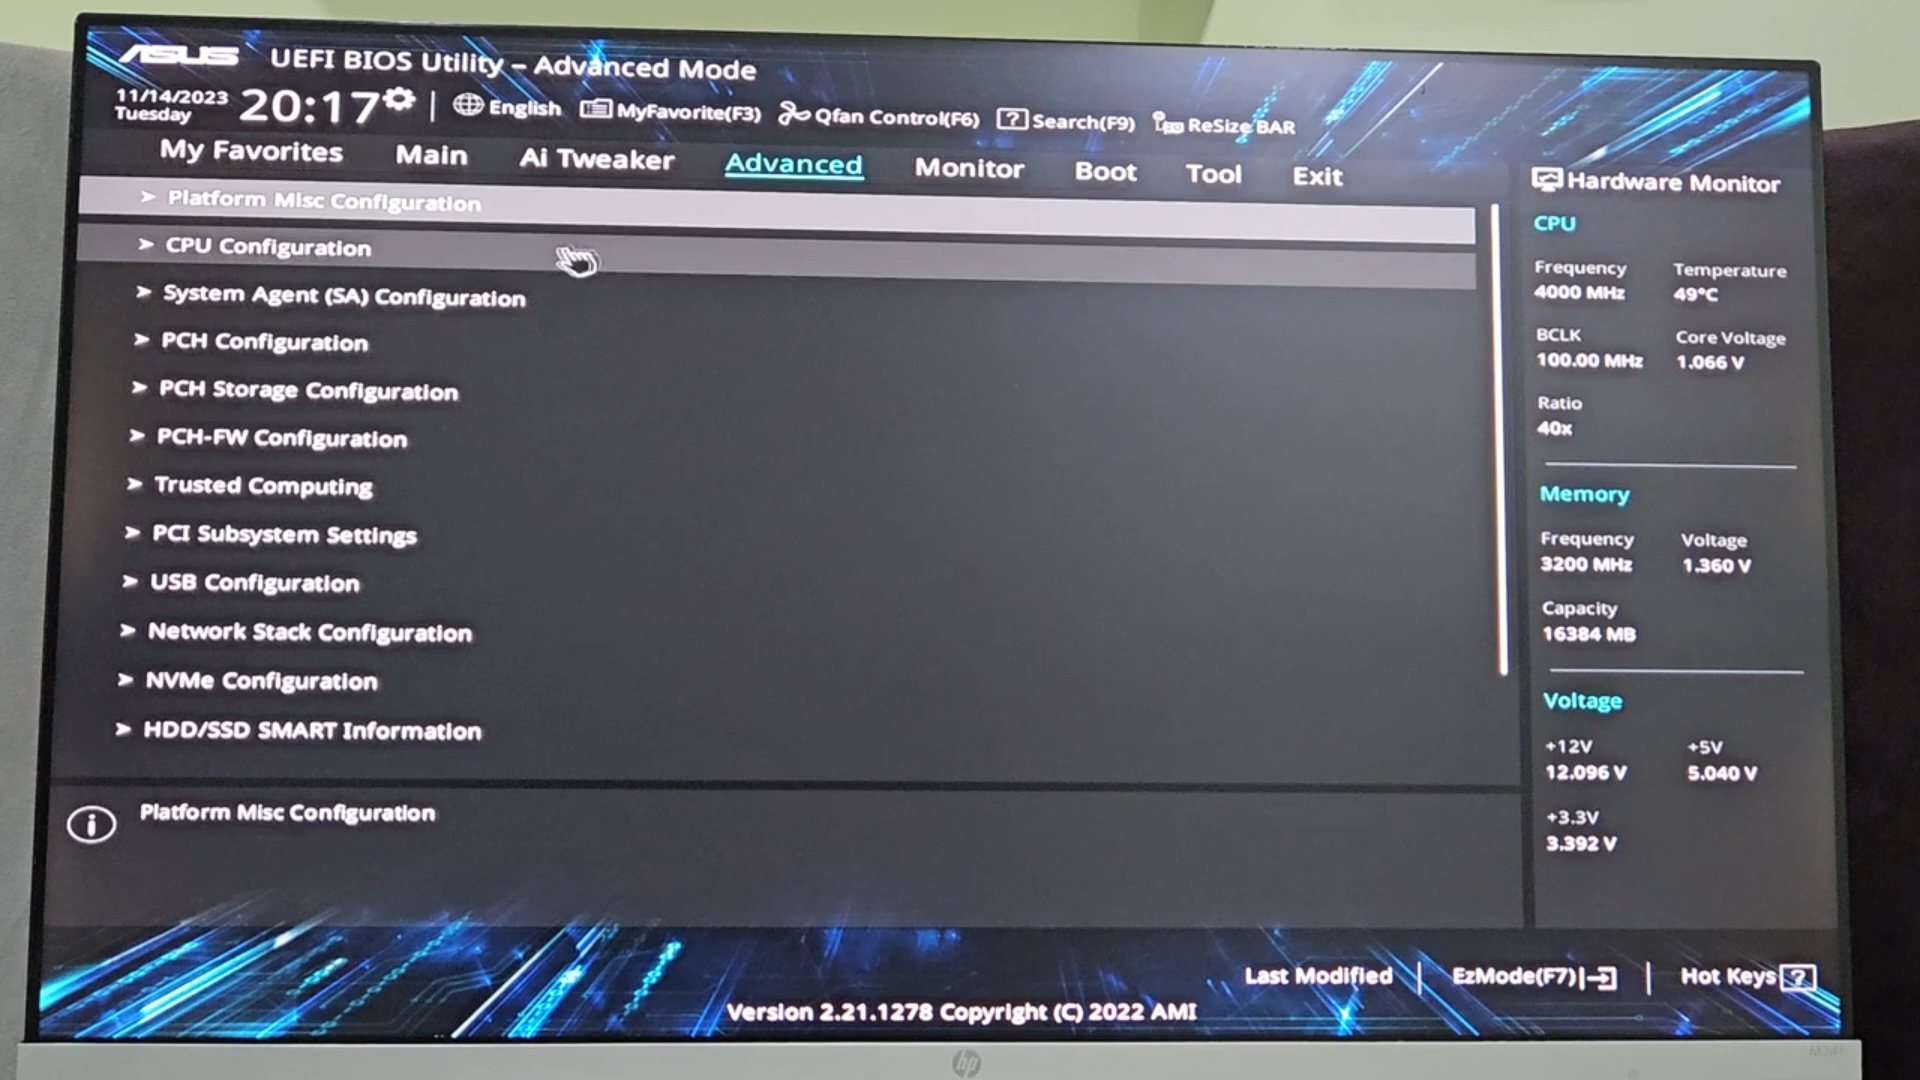 ASUS UEFI BIOS Utility – Advanced Mode
11/14/2023
Tuesday
20:17
English MyFavorite(F3) Qfan Control(F6) ? Search(F9) ReSize BAR
My Favorites Main Ai Tweaker Advanced Monitor Boot Tool Exit
> Platform Misc Configuration
> CPU Configuration
> System Agent (SA) Configuration
> PCH Configuration
> PCH Storage Configuration
> PCH-FW Configuration
> Trusted Computing
> PCI Subsystem Settings
> USB Configuration
> Network Stack Configuration
> NVMe Configuration
> HDD/SSD SMART Information
i Platform Misc Configuration
Hardware Monitor
CPU
Frequency Temperature
4000 MHz 49°C
BCLK Core Voltage
100.00 MHz 1.066 V
Ratio
40x
Memory
Frequency Voltage
3200 MHz 1.360 V
Capacity
16384 MB
Voltage
+12V +5V
12.096 V 5.040 V
+3.3V
3.392 V
Last Modified EzMode(F7) Hot Keys ?
Version 2.21.1278 Copyright (C) 2022 AMI
hp